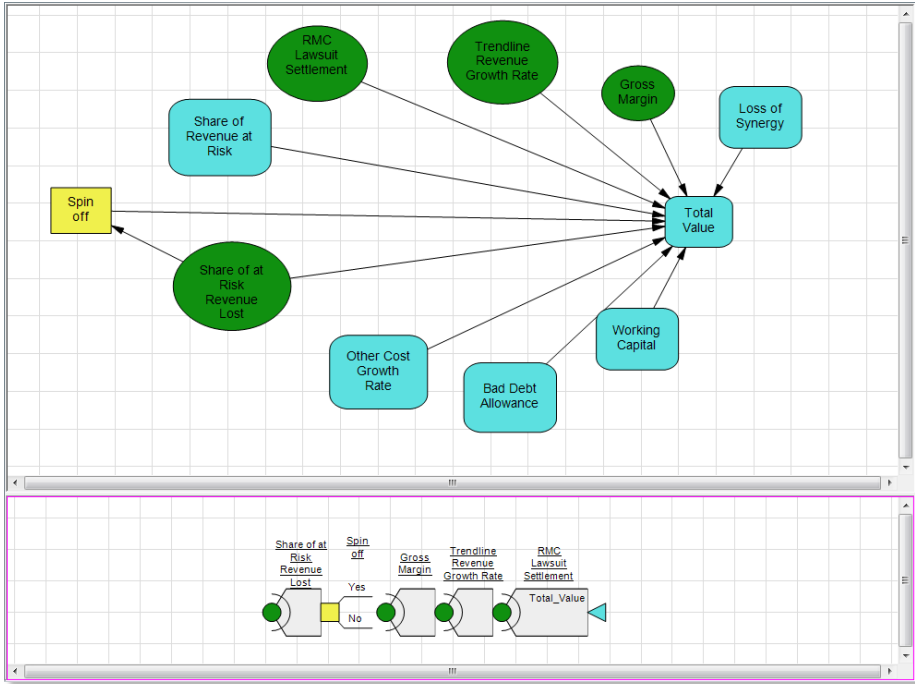 RMC
Lawsuit
Settlement
Trendline
Revenue
Growth Rate
Gross
Margin
Loss of
Synergy
Share of
Revenue at
Risk
Spin
off
Total
Value
Share of at
Risk
Revenue
Lost
Working
Capital
Other Cost
Growth
Rate
Bad Debt
Allowance
Share of at
Risk
Revenue
Lost
Spin
off
Yes
No
Gross
Margin
Trendline
Revenue
Growth Rate
RMC
Lawsuit
Settlement
Total_Value